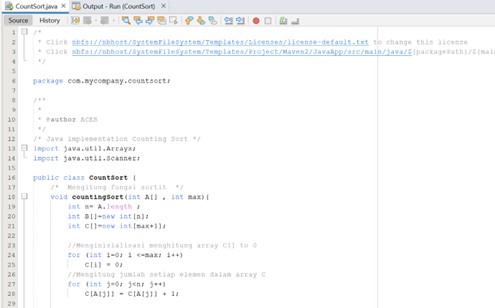 CountSort.java
Output - Run (CountSort)
Source
History
1 /*
2 * Click nbfs://nbhost/SystemFileSystem/Templates/Licenses/license-default.txt to change this license
3 * Click nbfs://nbhost/SystemFileSystem/Templates/Project/Maven2/JavaApp/src/main/java/${packagePath}/${mai
4 */
5
6 package com.mycompany.countsort;
7
8 /**
9 *
10 * @author ACER
11 */
12 /* Java implementation Counting Sort */
13 import java.util.Arrays;
14 import java.util.Scanner;
15
16 public class CountSort {
17 /* Mengitung fungsi sortit */
18 void countingSort(int A[] , int max){
19 int n= A.length ;
20 int B[]=new int[n];
21 int C[]=new int[max+1];
22
23 //Menginisialisasi menghitung array C[] to 0
24 for (int i=0; i <=max; i++)
25 C[i] = 0;
26 //Mengitung jumlah setiap elemen dalam array C
27 for (int j=0; j<n; j++)
28 C[A[j]] = C[A[j]] + 1;
29